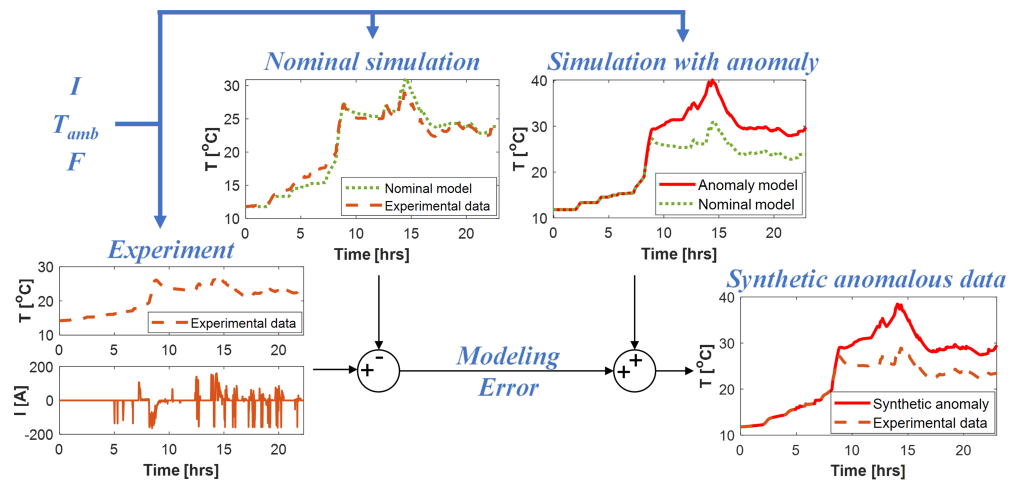 Nominal simulation
Simulation with anomaly
I
T_amb
F
T [°C]
30
25
20
15
10
Nominal model
Experimental data
0
5
10
15
20
Time [hrs]
T [°C]
40
30
20
10
Anomaly model
Nominal model
0
5
10
15
20
Time [hrs]
Experiment
T [°C]
30
20
10
Experimental data
0
5
10
15
20
I [A]
200
0
-200
0
5
10
15
20
Time [hrs]
-
+
Modeling
Error
+
+
Synthetic anomalous data
T [°C]
40
30
20
10
Synthetic anomaly
Experimental data
0
5
10
15
20
Time [hrs]